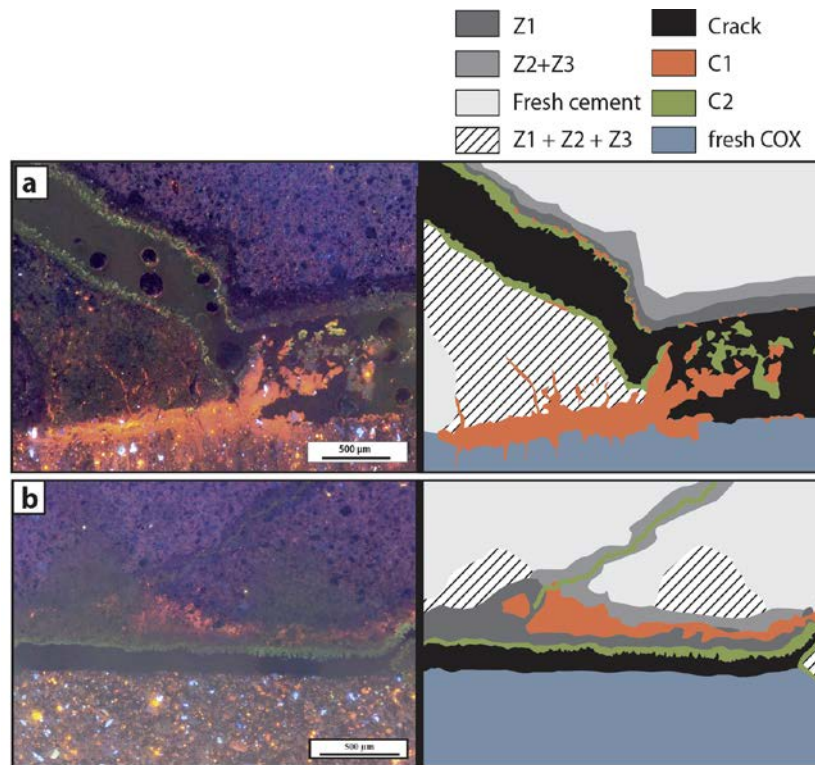 Z1
Crack
Z2+Z3
C1
Fresh cement
C2
Z1 + Z2 + Z3
fresh COX
a
500 µm
b
500 µm